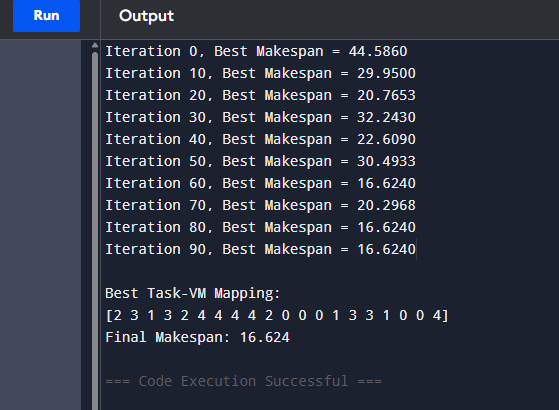 Run
Output
Iteration 0, Best Makespan = 44.5860
Iteration 10, Best Makespan = 29.9500
Iteration 20, Best Makespan = 20.7653
Iteration 30, Best Makespan = 32.2430
Iteration 40, Best Makespan = 22.6090
Iteration 50, Best Makespan = 30.4933
Iteration 60, Best Makespan = 16.6240
Iteration 70, Best Makespan = 20.2968
Iteration 80, Best Makespan = 16.6240
Iteration 90, Best Makespan = 16.6240
Best Task-VM Mapping:
[2 3 1 3 2 4 4 4 4 2 0 0 0 1 3 3 1 0 0 4]
Final Makespan: 16.624
=== Code Execution Successful ===